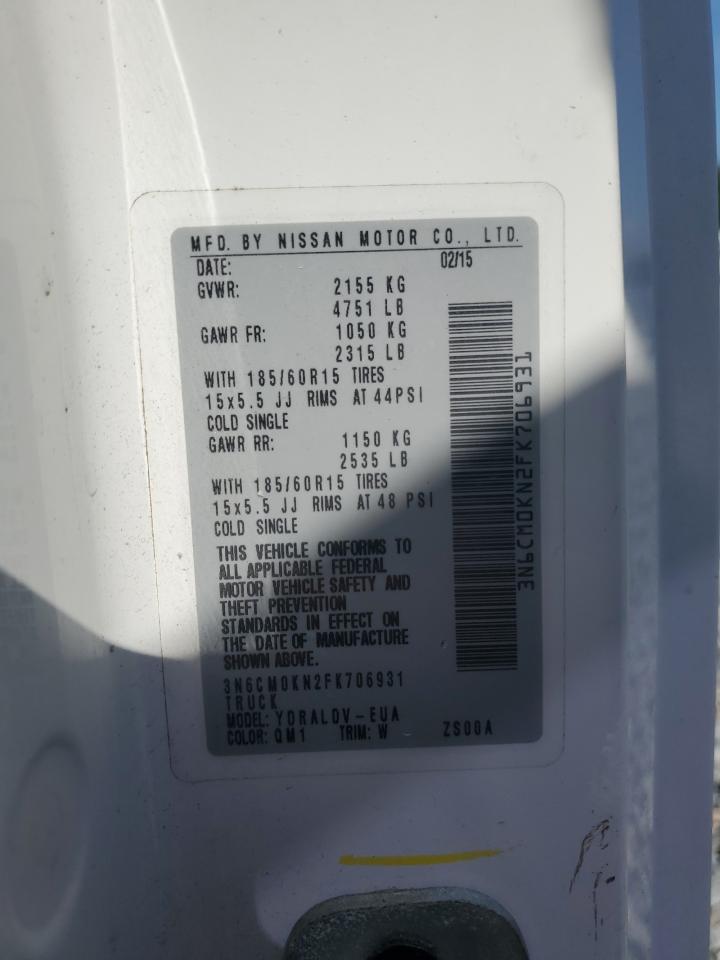 MFD. BY NISSAN MOTOR CO., LTD.
DATE: 02/15
GVWR: 2155 KG
4751 LB
GAWR FR: 1050 KG
2315 LB
WITH 185/60R15 TIRES
15x5.5 JJ RIMS AT 44PSI
COLD SINGLE
GAWR RR: 1150 KG
2535 LB
WITH 185/60R15 TIRES
15x5.5 JJ RIMS AT 48 PSI
COLD SINGLE
THIS VEHICLE CONFORMS TO
ALL APPLICABLE FEDERAL
MOTOR VEHICLE SAFETY AND
THEFT PREVENTION
STANDARDS IN EFFECT ON
THE DATE OF MANUFACTURE
SHOWN ABOVE.
3N6CM0KN2FK706931
TRUCK
MODEL: YDRALDV-EUA
COLOR: QM1 TRIM: W ZS00A
3N6CM0KN2FK706931